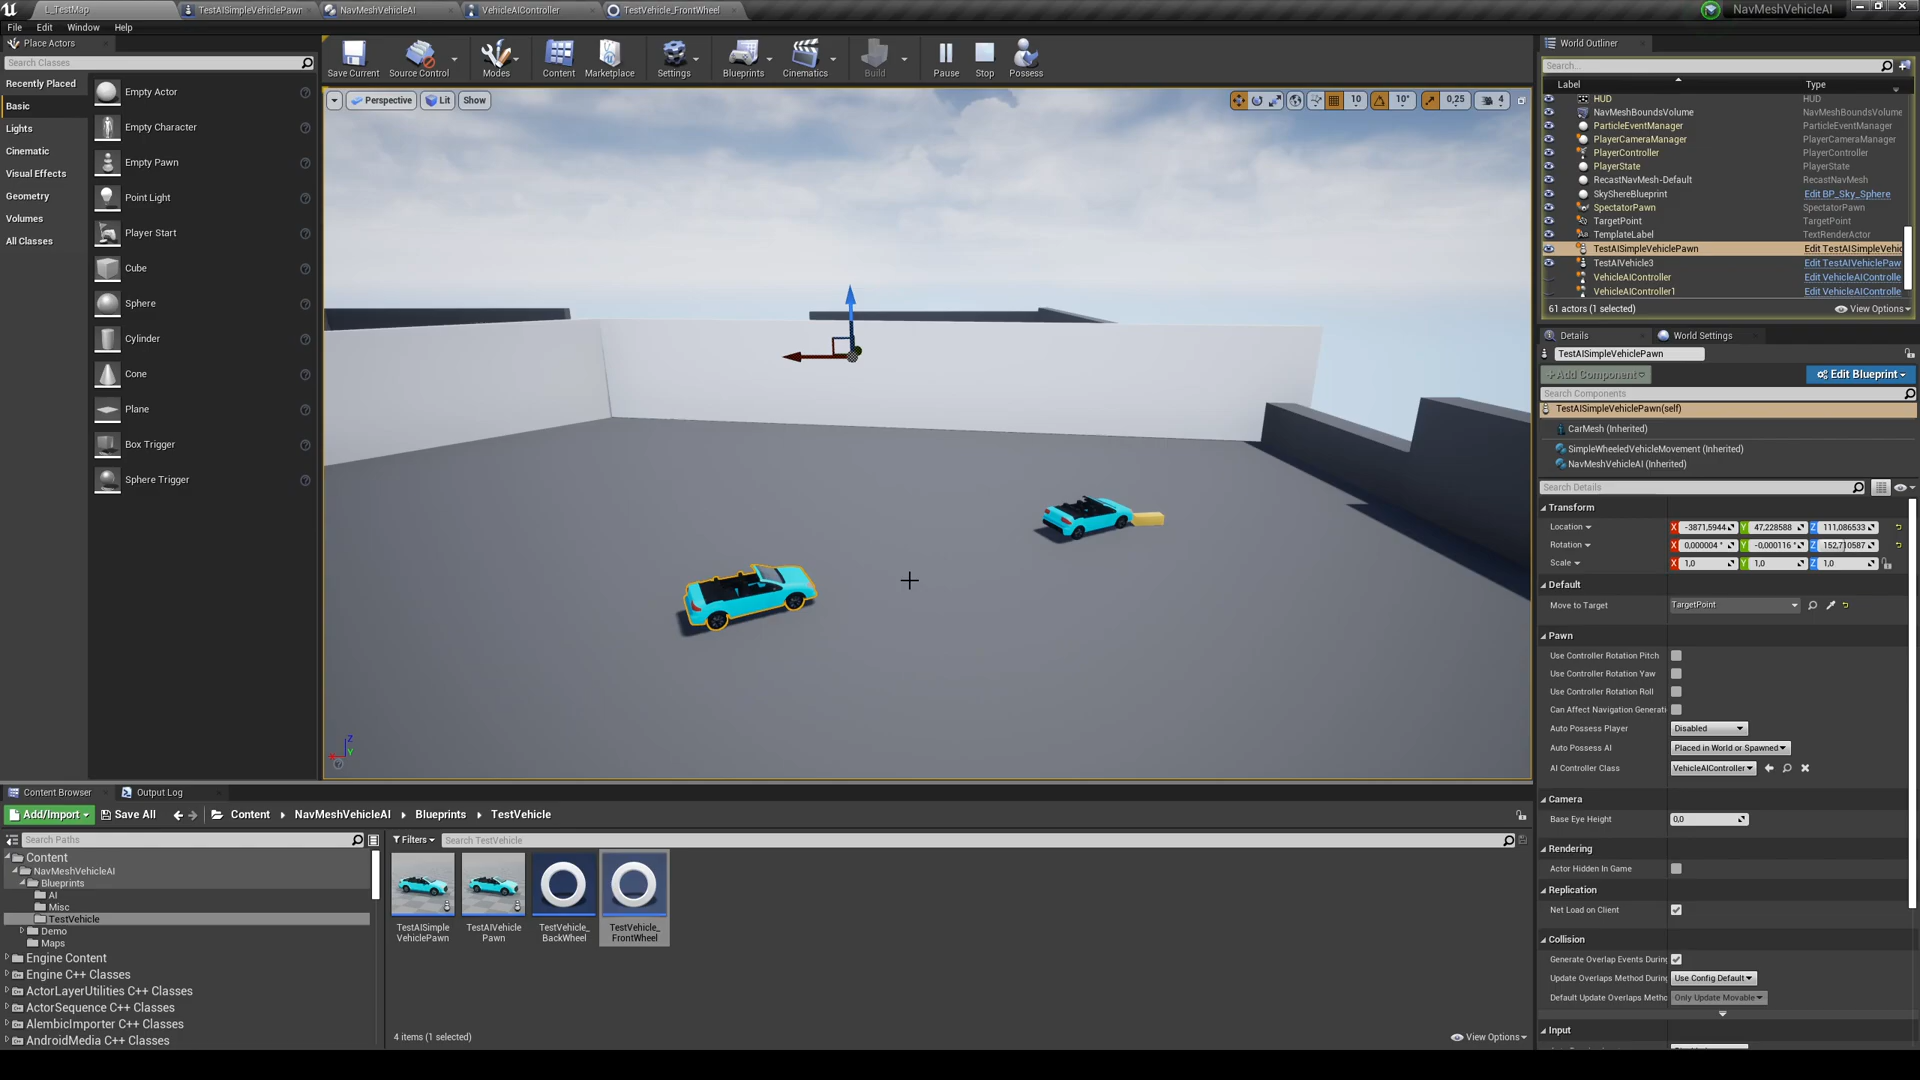 L_TestMap
TestAISimpleVehiclePawn
NavMeshVehicleAI
VehicleAIController
TestVehicle_FrontWheel
NavMeshVehicleAI
File Edit Window Help
Place Actors
Search Classes
Recently Placed
Basic
Lights
Cinematic
Visual Effects
Geometry
Volumes
All Classes
Empty Actor
Empty Character
Empty Pawn
Point Light
Player Start
Cube
Sphere
Cylinder
Cone
Plane
Box Trigger
Sphere Trigger
Save Current
Source Control
Modes
Content
Marketplace
Settings
Blueprints
Cinematics
Build
Pause
Stop
Possess
Perspective
Lit
Show
10
10°
0,25
4
Z
Y
World Outliner
Search...
Label Type
HUD HUD
NavMeshBoundsVolume NavMeshBoundsVolume
ParticleEventManager ParticleEventManager
PlayerCameraManager PlayerCameraManager
PlayerController PlayerController
PlayerState PlayerState
RecastNavMesh-Default RecastNavMesh
SkyShereBlueprint Edit BP_Sky_Sphere
SpectatorPawn SpectatorPawn
TargetPoint TargetPoint
TemplateLabel TextRenderActor
TestAISimpleVehiclePawn Edit TestAISimpleVehic
TestAIVehicle3 Edit TestAIVehiclePaw
VehicleAIController Edit VehicleAIControlle
VehicleAIController1 Edit VehicleAIControlle
61 actors (1 selected)
View Options
Details
World Settings
TestAISimpleVehiclePawn
+Add Component
Edit Blueprint
Search Components
TestAISimpleVehiclePawn(self)
CarMesh (Inherited)
SimpleWheeledVehicleMovement (Inherited)
NavMeshVehicleAI (Inherited)
Search Details
Transform
Location X -3871,5944 Y 47,228588 Z 111,086533
Rotation X 0,000004 ° Y -0,000116 ° Z
Scale X 1,0 Y 1,0 Z 1,0
Default
Move to Target TargetPoint
Pawn
Use Controller Rotation Pitch
Use Controller Rotation Yaw
Use Controller Rotation Roll
Can Affect Navigation Generati
Auto Possess Player Disabled
Auto Possess AI Placed in World or Spawned
AI Controller Class VehicleAIController
Camera
Base Eye Height 0,0
Rendering
Actor Hidden In Game
Replication
Net Load on Client
Collision
Generate Overlap Events During
Update Overlaps Method During Use Config Default
Default Update Overlaps Metho Only Update Movable
Input
Content Browser
Output Log
Add/Import
Save All
Content
NavMeshVehicleAI
Blueprints
TestVehicle
Search Paths
Filters
Search TestVehicle
Content
NavMeshVehicleAI
Blueprints
AI
Misc
TestVehicle
Demo
Maps
Engine Content
Engine C++ Classes
ActorLayerUtilities C++ Classes
ActorSequence C++ Classes
AlembicImporter C++ Classes
AndroidMedia C++ Classes
TestAISimple
VehiclePawn
TestAIVehicle
Pawn
TestVehicle_
BackWheel
TestVehicle_
FrontWheel
4 items (1 selected)
View Options